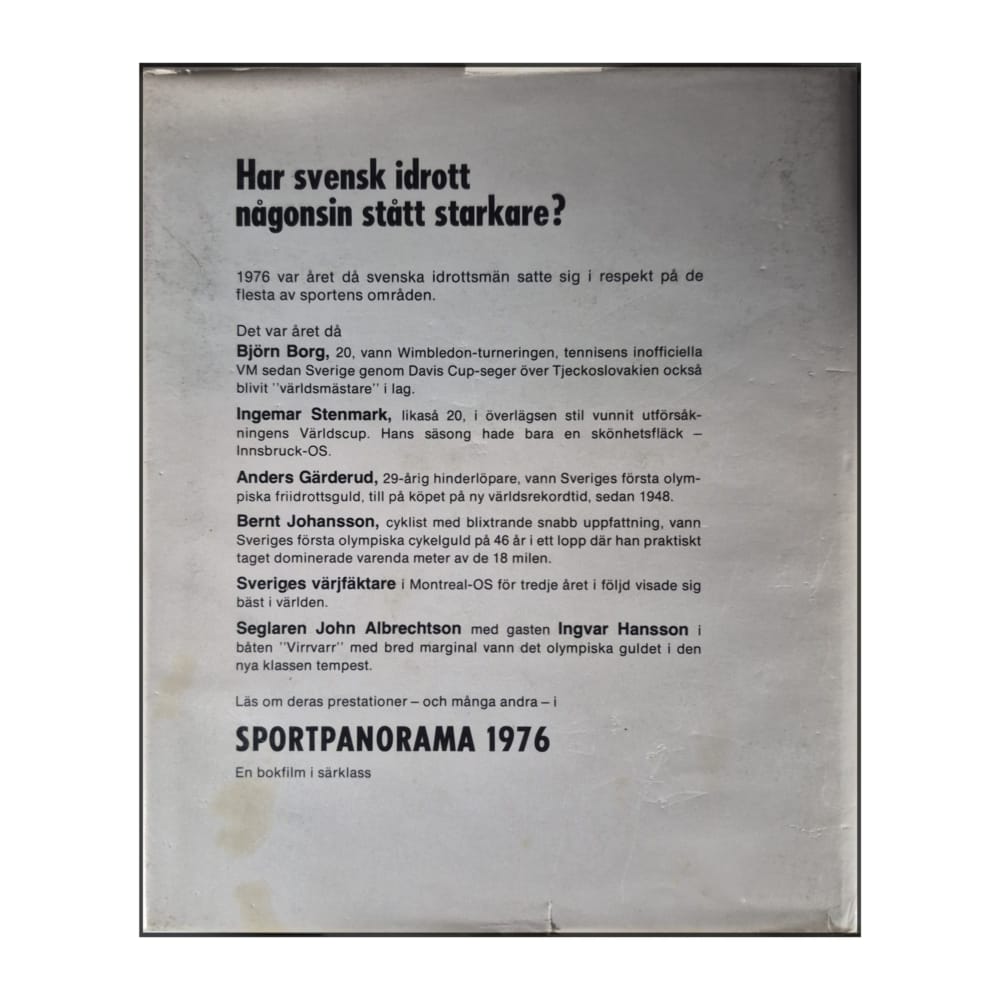 Har svensk idrott
någonsin stått starkare?
1976 var året då svenska idrottsmän satte sig i respekt på de
flesta av sportens områden.
Det var året då
Björn Borg, 20, vann Wimbledon-turneringen, tennisens inofficiella
VM sedan Sverige genom Davis Cup-seger över Tjeckoslovakien också
blivit "världsmästare" i lag.
Ingemar Stenmark, likaså 20, i överlägsen stil vunnit utförsåk-
ningens Världscup. Hans säsong hade bara en skönhetsfläck –
Innsbruck-OS.
Anders Gärderud, 29-årig hinderlöpare, vann Sveriges första olym-
piska friidrottsguld, till på köpet på ny världsrekordtid, sedan 1948.
Bernt Johansson, cyklist med blixtrande snabb uppfattning, vann
Sveriges första olympiska cykelguld på 46 år i ett lopp där han praktiskt
taget dominerade varenda meter av de 18 milen.
Sveriges värjfäktare i Montreal-OS för tredje året i följd visade sig
bäst i världen.
Seglaren John Albrechtson med gasten Ingvar Hansson i
båten "Virrvarr" med bred marginal vann det olympiska guldet i den
nya klassen tempest.
Läs om deras prestationer – och många andra – i
SPORTPANORAMA 1976
En bokfilm i särklass